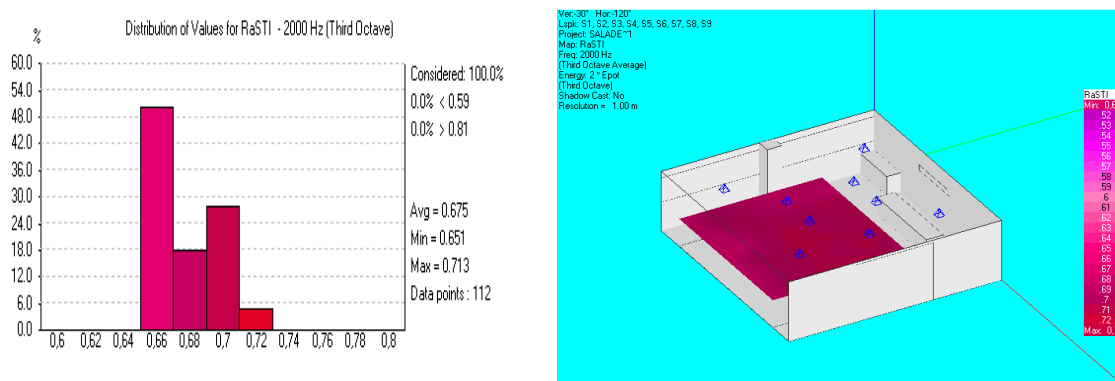 Distribution of Values for RaSTI - 2000 Hz (Third Octave)
%
60.0
54.0
48.0
42.0
36.0
30.0
24.0
18.0
12.0
6.0
0.0
0,6 0,62 0,64 0,66 0,68 0,7 0,72 0,74 0,76 0,78 0,8
Considered: 100.0%
0.0% < 0.59
0.0% > 0.81
Avg = 0.675
Min = 0.651
Max = 0.713
Data points : 112
Ver:-30° Hor:-120°
Lspk: S1, S2, S3, S4, S5, S6, S7, S8, S9
Project: SALADE~1
Map: RaSTI
Freq: 2000 Hz
(Third Octave Average)
Energy: 2 * Epot
(Third Octave)
Shadow Cast: No
Resolution = 1.00 m
RaSTI
Min:
.52
.53
.54
.55
.56
.57
.58
.59
.6
.61
.62
.63
.64
.65
.66
.67
.68
.69
.7
.71
.72
Max: